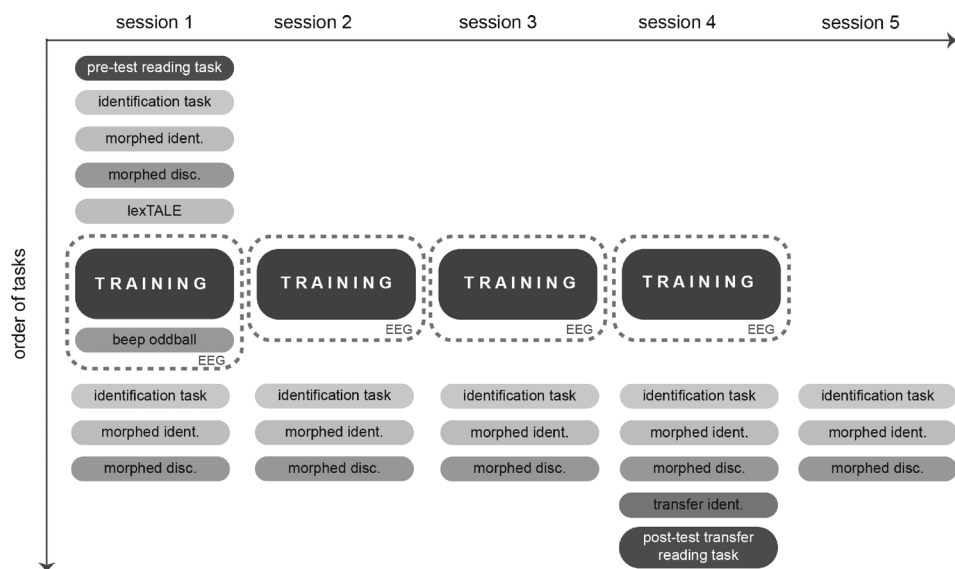 session 1
session 2
session 3
session 4
session 5
order of tasks
pre-test reading task
identification task
morphed ident.
morphed disc.
lexTALE
TRAINING
beep oddball
EEG
TRAINING
EEG
TRAINING
EEG
TRAINING
EEG
identification task
morphed ident.
morphed disc.
identification task
morphed ident.
morphed disc.
identification task
morphed ident.
morphed disc.
identification task
morphed ident.
morphed disc.
transfer ident.
post-test transfer
reading task
identification task
morphed ident.
morphed disc.